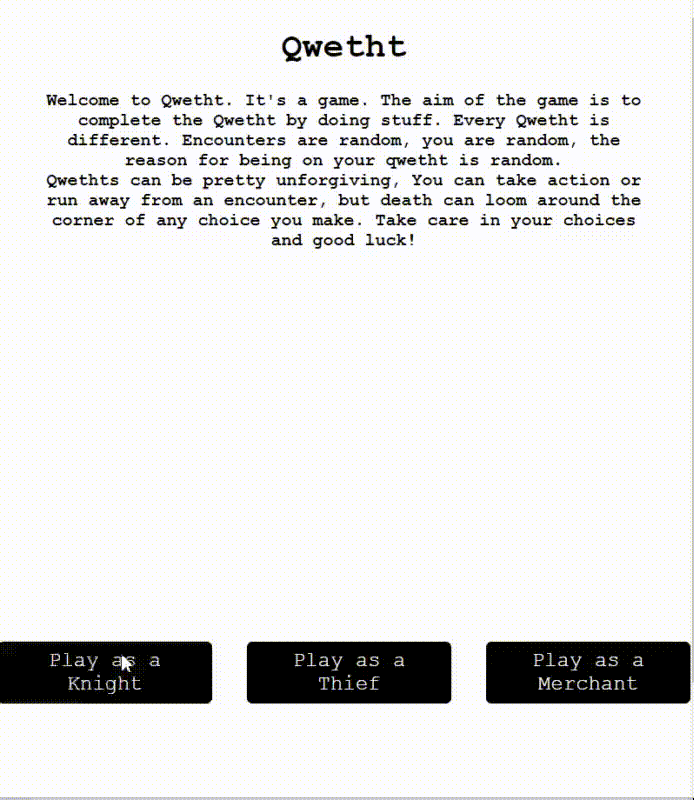 Qwetht
Welcome to Qwetht. It's a game. The aim of the game is to
complete the Qwetht by doing stuff. Every Qwetht is
different. Encounters are random, you are random, the
reason for being on your qwetht is random.
Qwethts can be pretty unforgiving, You can take action or
run away from an encounter, but death can loom around the
corner of any choice you make. Take care in your choices
and good luck!
Play as a
Knight
Play as a
Thief
Play as a
Merchant